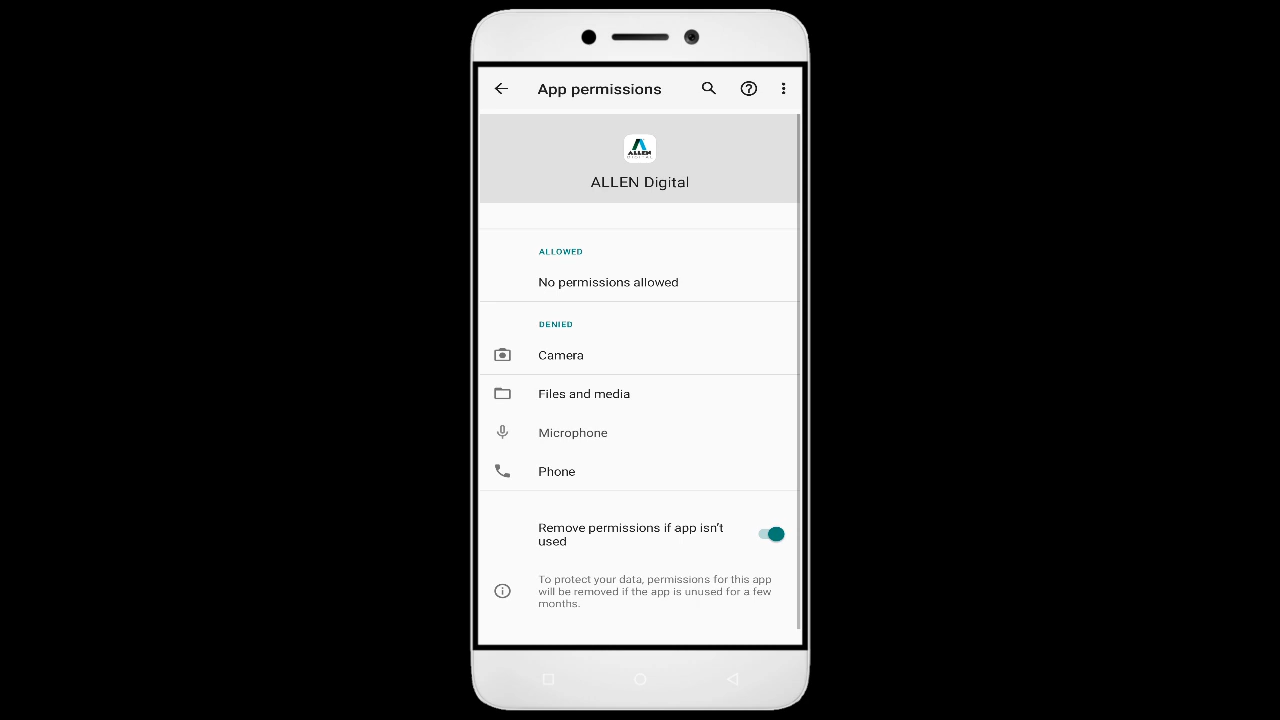 App permissions
ALLEN
DIGITAL
ALLEN Digital
ALLOWED
No permissions allowed
DENIED
Camera
Files and media
Microphone
Phone
Remove permissions if app isn't
used
To protect your data, permissions for this app
will be removed if the app is unused for a few
months.